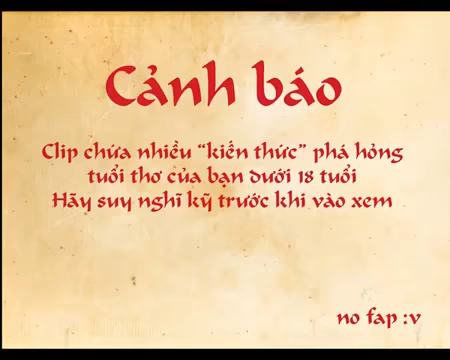 Cảnh báo
Clip chứa nhiều "kiến thức" phá hỏng
tuổi thơ của bạn dưới 18 tuổi
Hãy suy nghĩ kỹ trước khi vào xem
no fap :v